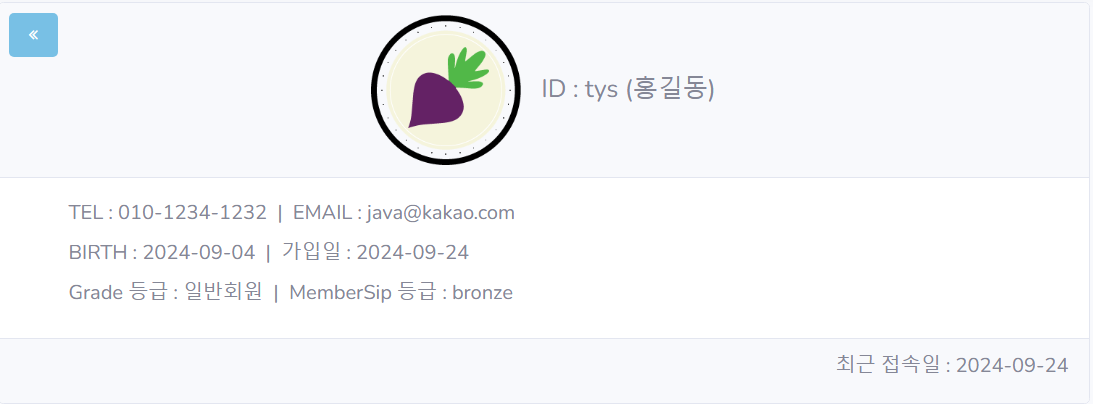 ID : tys (홍길동)
TEL : 010-1234-1232 | EMAIL : java@kakao.com
BIRTH : 2024-09-04 | 가입일 : 2024-09-24
Grade 등급 : 일반회원 | MemberSip 등급 : bronze
최근 접속일 : 2024-09-24